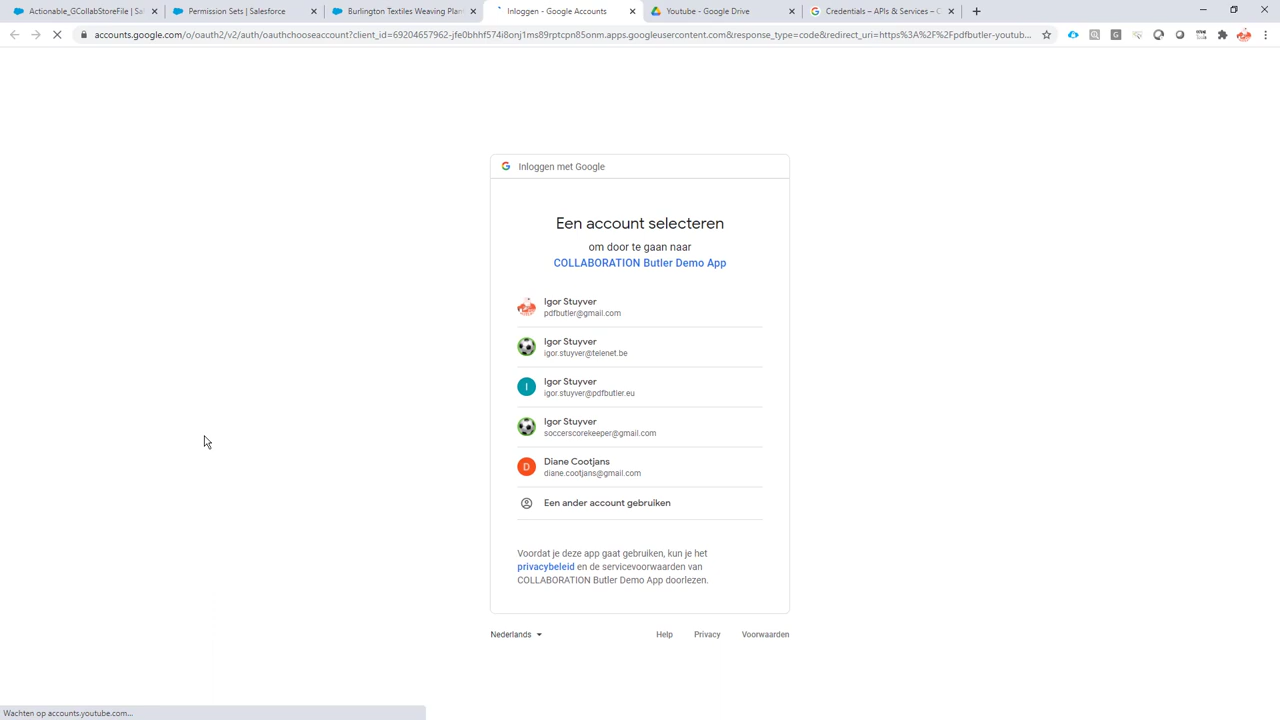 Actionable_GCollabStoreFile | Sal
Permission Sets | Salesforce
Burlington Textiles Weaving Plant
Inloggen - Google Accounts
Youtube - Google Drive
Credentials – APIs & Services – C
accounts.google.com/o/oauth2/v2/auth/oauthchooseaccount?client_id=69204657962-jfe0bhhf574i8onj1ms89rptcpn85onm.apps.googleusercontent.com&response_type=code&redirect_uri=https%3A%2F%2Fpdfbutler-youtub...
Inloggen met Google
Een account selecteren
om door te gaan naar
COLLABORATION Butler Demo App
Igor Stuyver
pdfbutler@gmail.com
Igor Stuyver
igor.stuyver@telenet.be
I
Igor Stuyver
igor.stuyver@pdfbutler.eu
Igor Stuyver
soccerscorekeeper@gmail.com
D
Diane Cootjans
diane.cootjans@gmail.com
Een ander account gebruiken
Voordat je deze app gaat gebruiken, kun je het
privacybeleid en de servicevoorwaarden van
COLLABORATION Butler Demo App doorlezen.
Nederlands
Help
Privacy
Voorwaarden
Wachten op accounts.youtube.com...